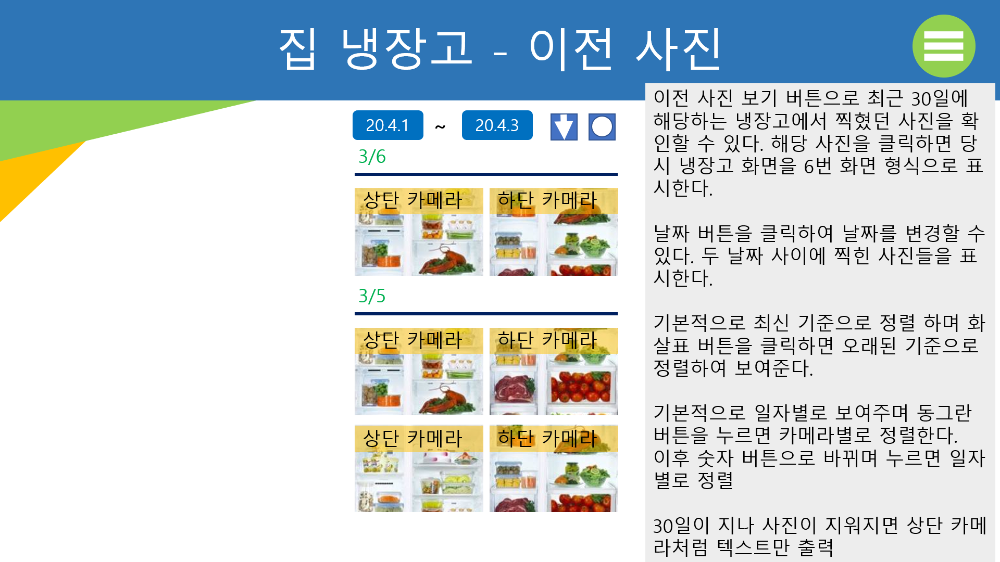 집 냉장고 - 이전 사진
20.4.1 ~ 20.4.3
3/6
상단 카메라 하단 카메라
3/5
상단 카메라 하단 카메라
상단 카메라 하단 카메라
이전 사진 보기 버튼으로 최근 30일에
해당하는 냉장고에서 찍혔던 사진을 확
인할 수 있다. 해당 사진을 클릭하면 당
시 냉장고 화면을 6번 화면 형식으로 표
시한다.
날짜 버튼을 클릭하여 날짜를 변경할 수
있다. 두 날짜 사이에 찍힌 사진들을 표
시한다.
기본적으로 최신 기준으로 정렬 하며 화
살표 버튼을 클릭하면 오래된 기준으로
정렬하여 보여준다.
기본적으로 일자별로 보여주며 동그란
버튼을 누르면 카메라별로 정렬한다.
이후 숫자 버튼으로 바뀌며 누르면 일자
별로 정렬
30일이 지나 사진이 지워지면 상단 카메
라처럼 텍스트만 출력